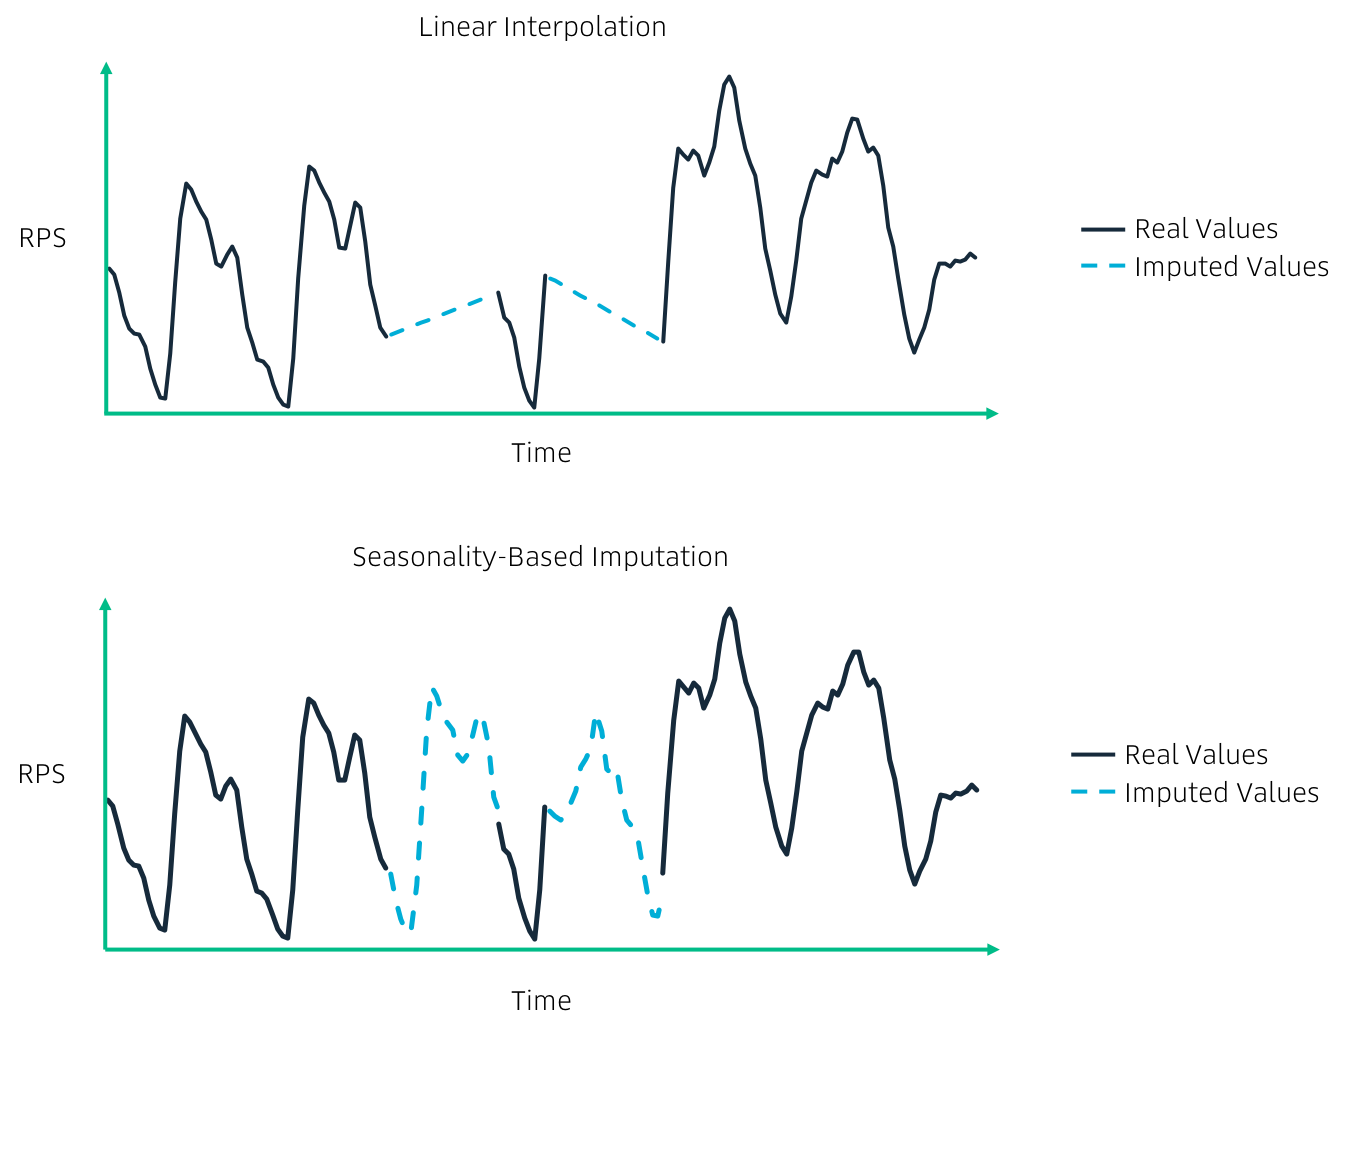 Linear Interpolation
RPS
Real Values
Imputed Values
Time
Seasonality-Based Imputation
RPS
Real Values
Imputed Values
Time